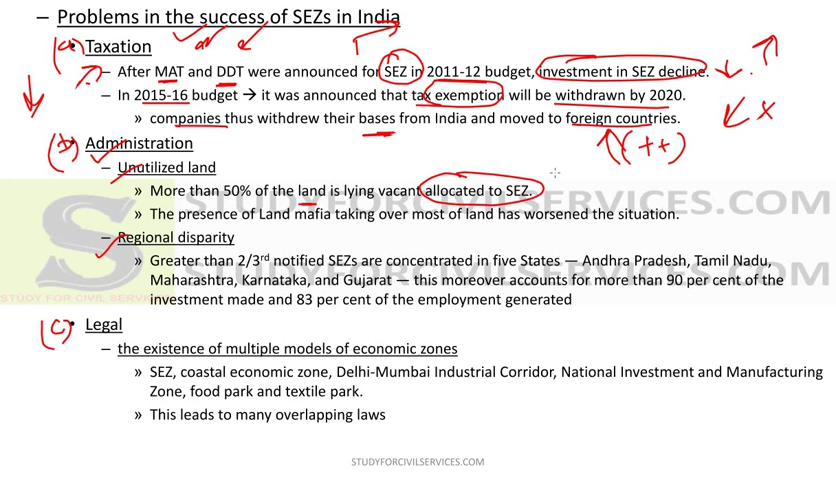 – Problems in the success of SEZs in India
(a) • Taxation
– After MAT and DDT were announced for SEZ in 2011-12 budget, investment in SEZ decline.
– In 2015-16 budget → it was announced that tax exemption will be withdrawn by 2020.
» companies thus withdrew their bases from India and moved to foreign countries.
(++)
(b) • Administration
– Unutilized land
» More than 50% of the land is lying vacant allocated to SEZ.
» The presence of Land mafia taking over most of land has worsened the situation.
– Regional disparity
» Greater than 2/3rd notified SEZs are concentrated in five States — Andhra Pradesh, Tamil Nadu,
Maharashtra, Karnataka, and Gujarat — this moreover accounts for more than 90 per cent of the
investment made and 83 per cent of the employment generated
(c) • Legal
– the existence of multiple models of economic zones
» SEZ, coastal economic zone, Delhi-Mumbai Industrial Corridor, National Investment and Manufacturing
Zone, food park and textile park.
» This leads to many overlapping laws
STUDYFORCIVILSERVICES.COM
STUDYFORCIVILSERVICES.COM
STUDY FOR CIVIL SERVICES
STUDYFORCIVILSERVICES.COM